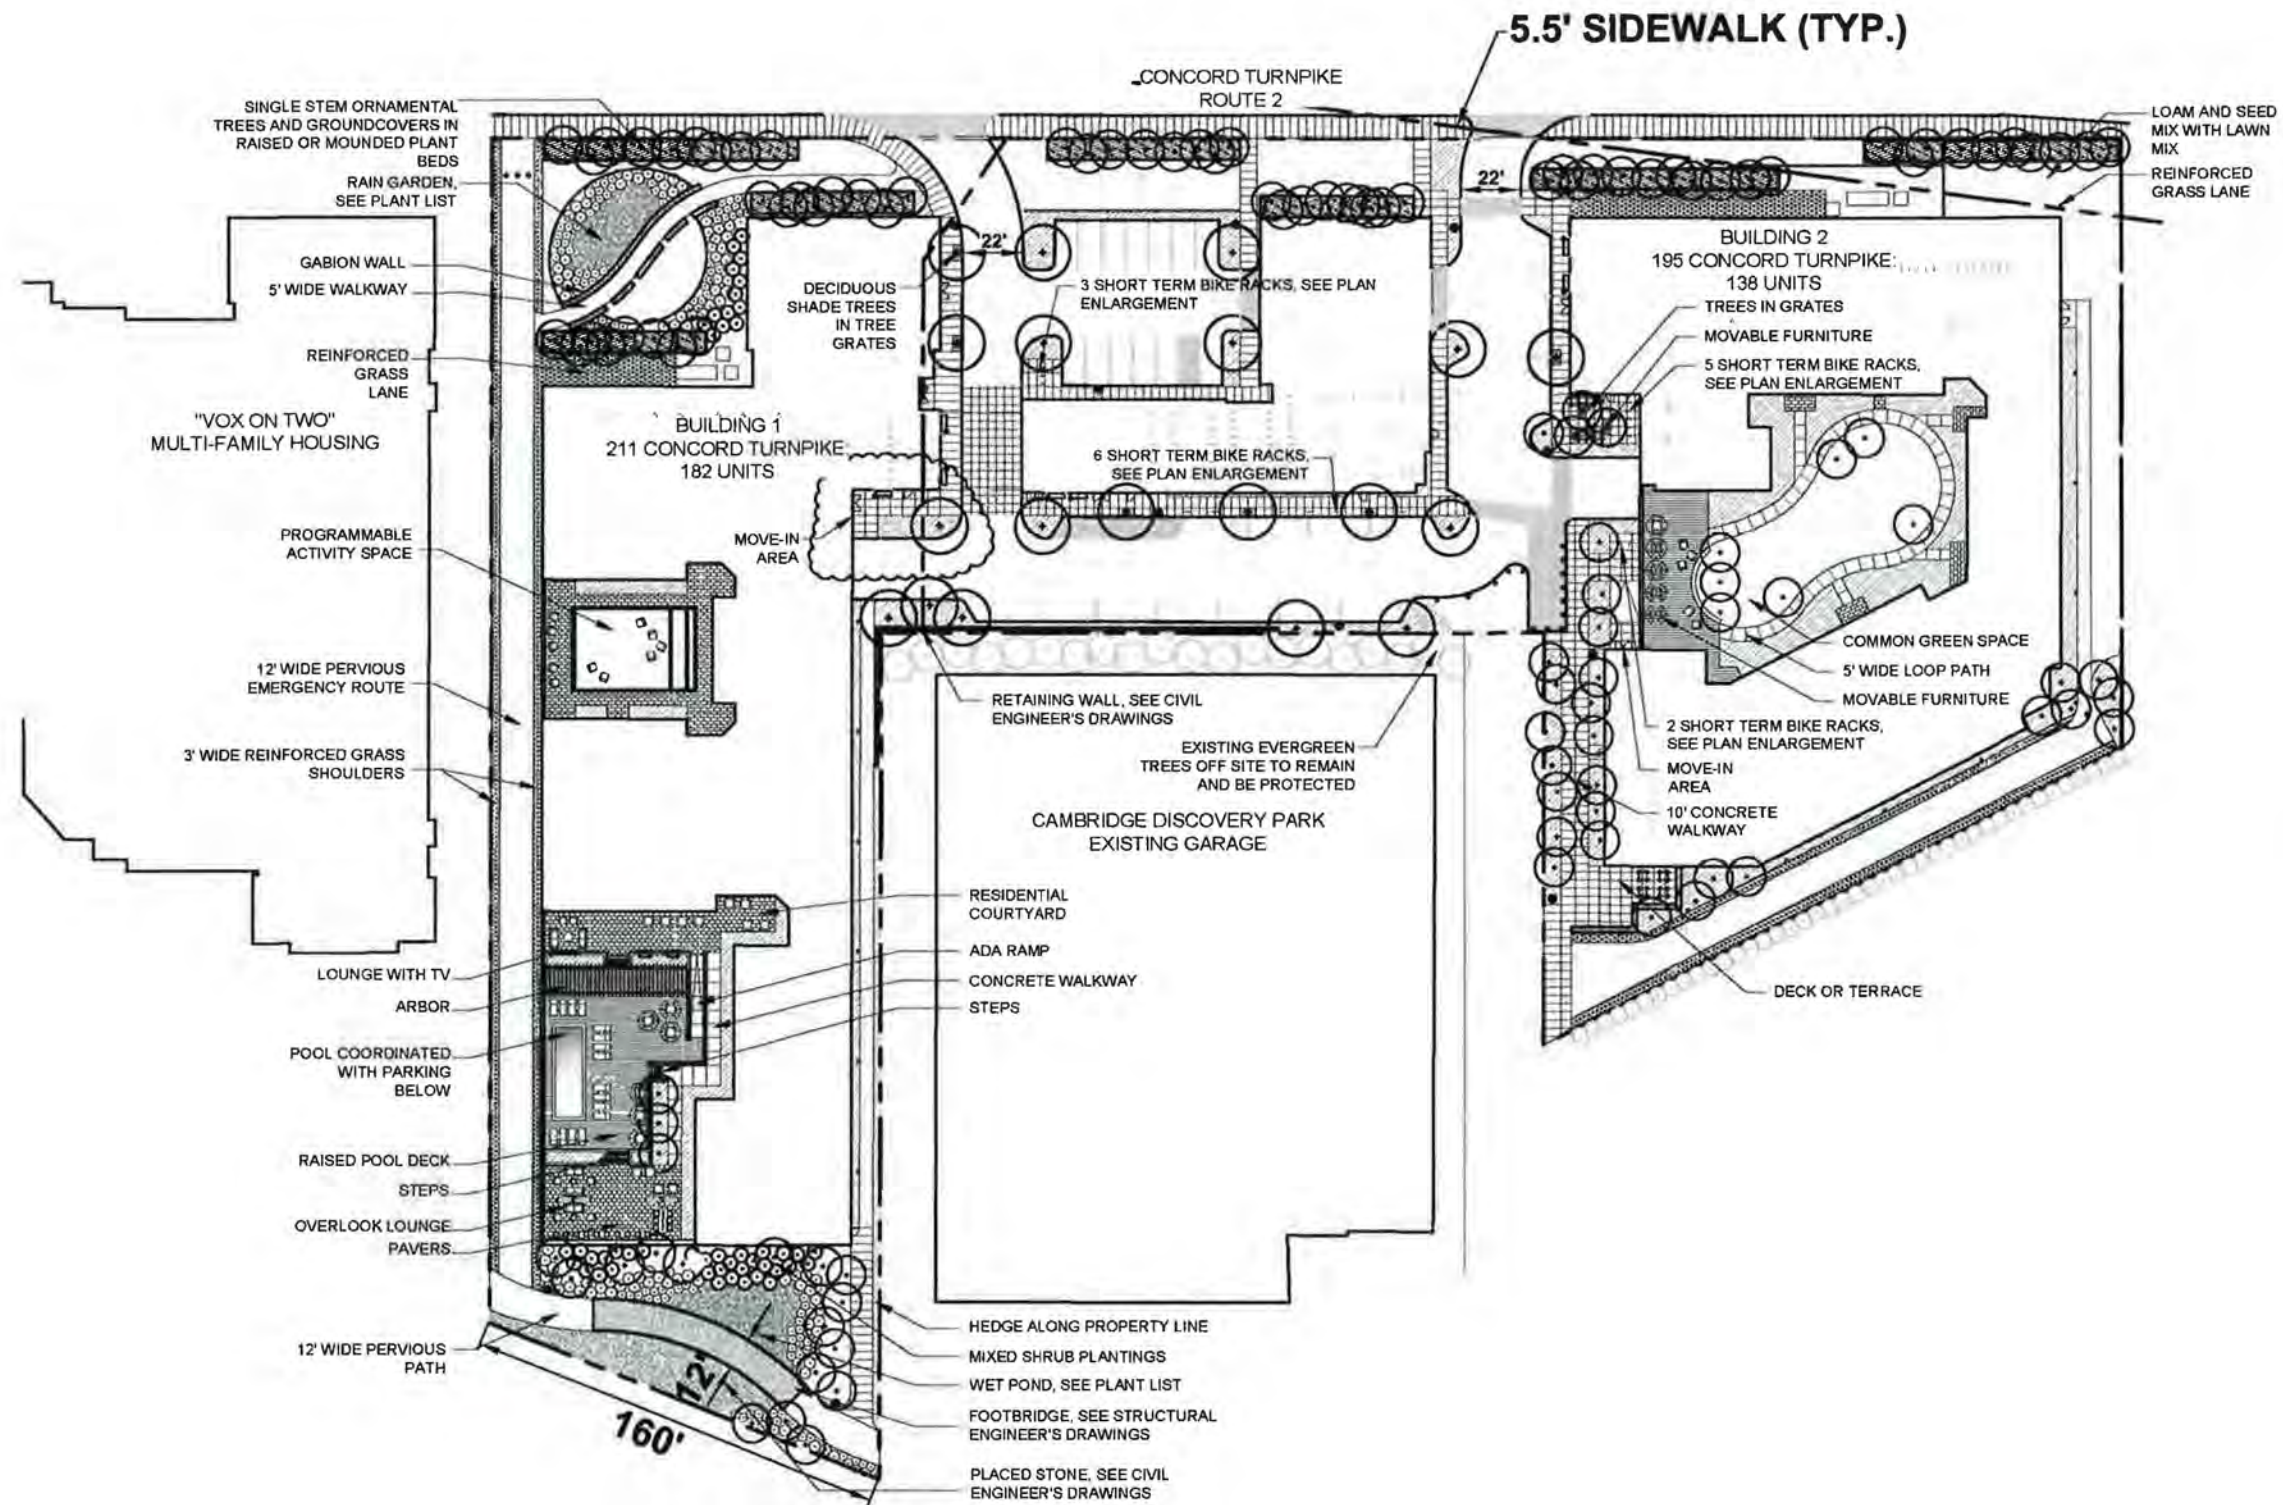 5.5' SIDEWALK (TYP.)
CONCORD TURNPIKE
ROUTE 2
SINGLE STEM ORNAMENTAL
TREES AND GROUNDCOVERS IN
RAISED OR MOUNDED PLANT
BEDS
RAIN GARDEN,
SEE PLANT LIST
GABION WALL
5' WIDE WALKWAY
REINFORCED
GRASS
LANE
"VOX ON TWO"
MULTI-FAMILY HOUSING
PROGRAMMABLE
ACTIVITY SPACE
12' WIDE PERVIOUS
EMERGENCY ROUTE
3' WIDE REINFORCED GRASS
SHOULDERS
LOUNGE WITH TV
ARBOR
POOL COORDINATED
WITH PARKING
BELOW
RAISED POOL DECK
STEPS
OVERLOOK LOUNGE
PAVERS
12' WIDE PERVIOUS
PATH
BUILDING 1
211 CONCORD TURNPIKE
182 UNITS
DECIDUOUS
SHADE TREES
IN TREE
GRATES
22'
3 SHORT TERM BIKE RACKS, SEE PLAN
ENLARGEMENT
6 SHORT TERM BIKE RACKS,
SEE PLAN ENLARGEMENT
MOVE-IN
AREA
RETAINING WALL, SEE CIVIL
ENGINEER'S DRAWINGS
EXISTING EVERGREEN
TREES OFF SITE TO REMAIN
AND BE PROTECTED
CAMBRIDGE DISCOVERY PARK
EXISTING GARAGE
RESIDENTIAL
COURTYARD
ADA RAMP
CONCRETE WALKWAY
STEPS
HEDGE ALONG PROPERTY LINE
MIXED SHRUB PLANTINGS
WET POND, SEE PLANT LIST
FOOTBRIDGE, SEE STRUCTURAL
ENGINEER'S DRAWINGS
PLACED STONE, SEE CIVIL
ENGINEER'S DRAWINGS
12'
160'
22'
LOAM AND SEED
MIX WITH LAWN
MIX
REINFORCED
GRASS LANE
BUILDING 2
195 CONCORD TURNPIKE
138 UNITS
TREES IN GRATES
MOVABLE FURNITURE
5 SHORT TERM BIKE RACKS,
SEE PLAN ENLARGEMENT
COMMON GREEN SPACE
5' WIDE LOOP PATH
MOVABLE FURNITURE
2 SHORT TERM BIKE RACKS,
SEE PLAN ENLARGEMENT
MOVE-IN
AREA
10' CONCRETE
WALKWAY
DECK OR TERRACE